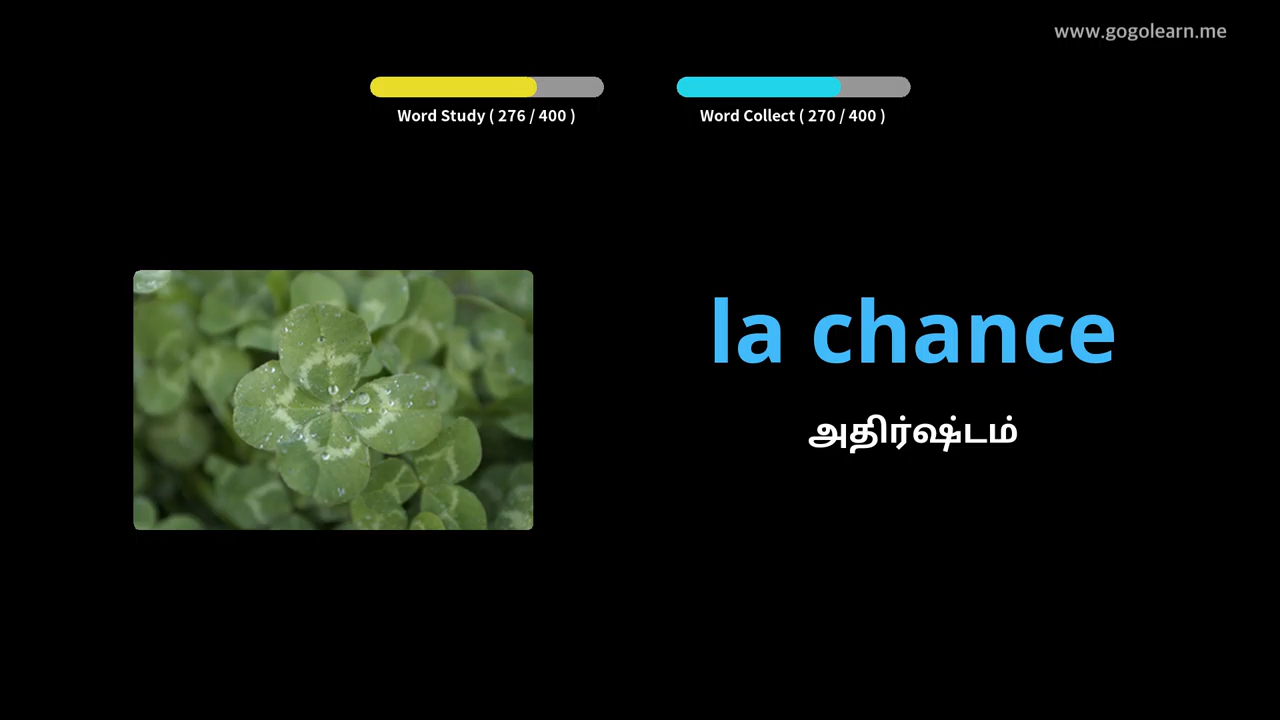 www.gogolearn.me
Word Study ( 276 / 400 )
Word Collect ( 270 / 400 )
la chance
அதிர்ஷ்டம்